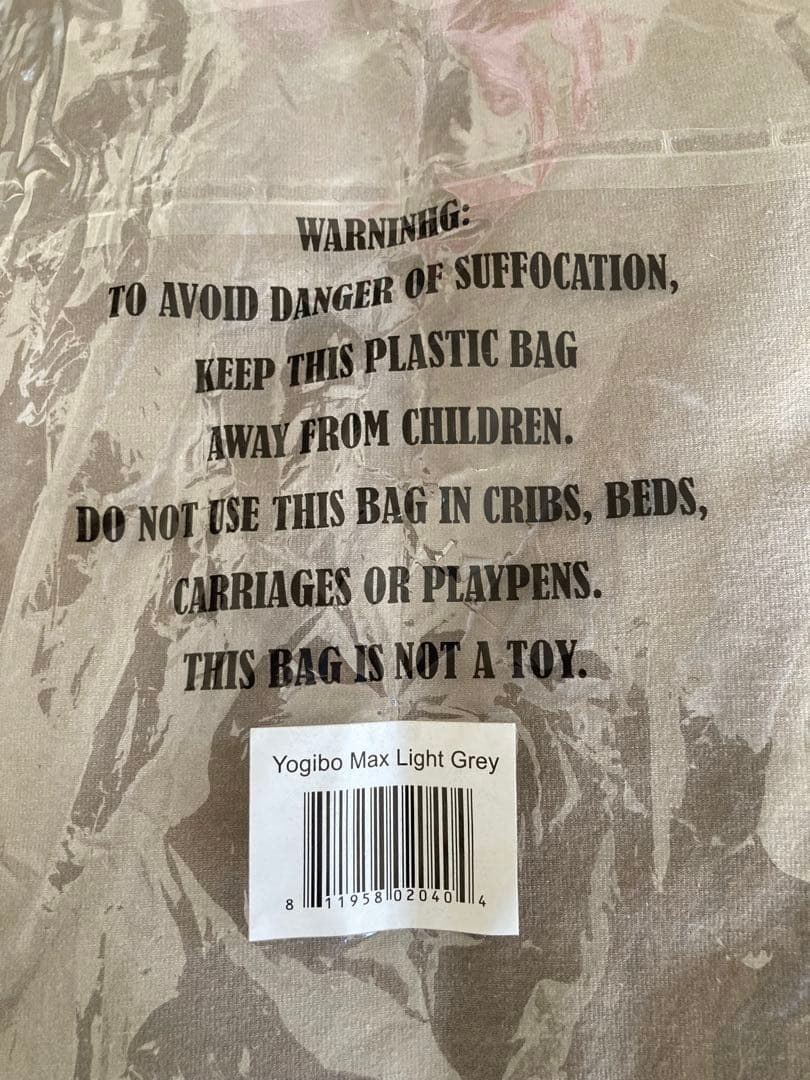 WARNINHG:
TO AVOID DANGER OF SUFFOCATION,
KEEP THIS PLASTIC BAG
AWAY FROM CHILDREN.
DO NOT USE THIS BAG IN CRIBS, BEDS,
CARRIAGES OR PLAYPENS.
THIS BAG IS NOT A TOY.
Yogibo Max Light Grey
8 11958 02040 4